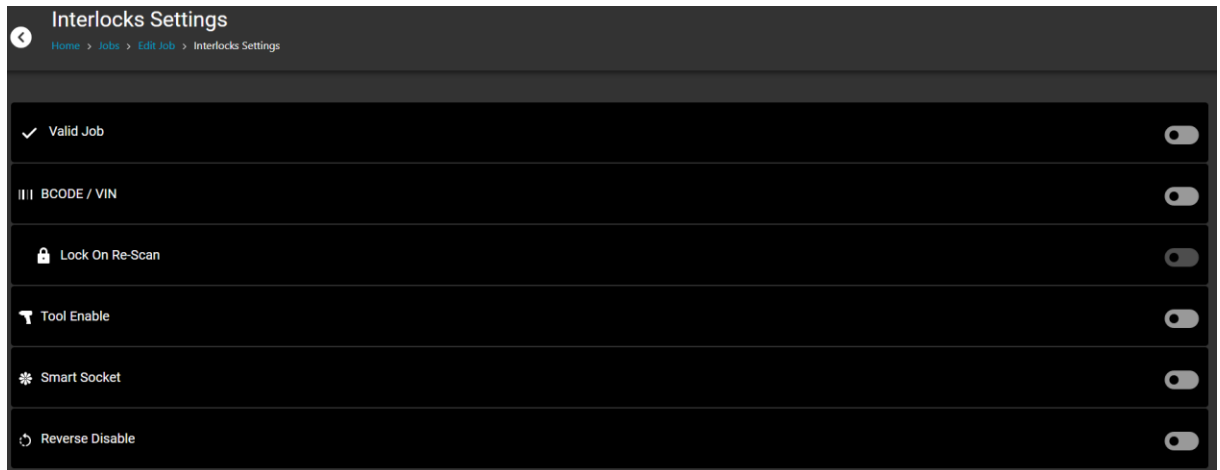 Interlocks Settings
Home > Jobs > Edit Job > Interlocks Settings
Valid Job
BCODE / VIN
Lock On Re-Scan
Tool Enable
Smart Socket
Reverse Disable